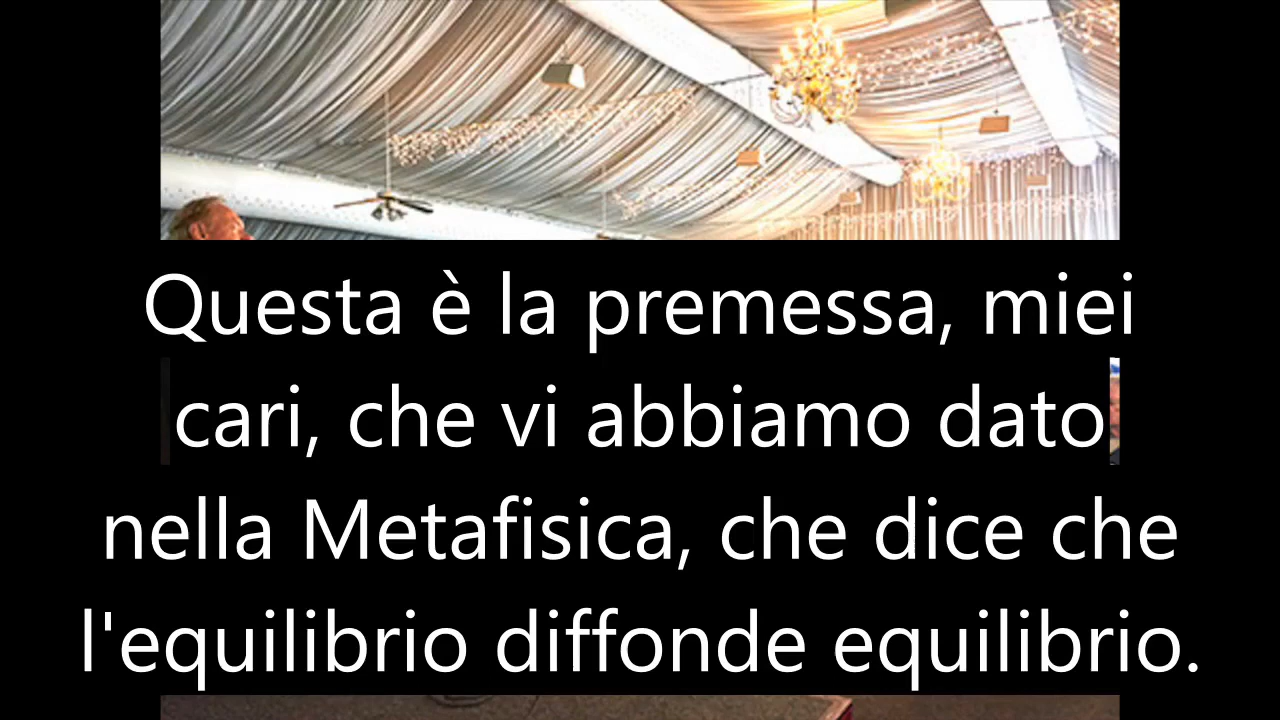 Questa è la premessa, miei
cari, che vi abbiamo dato
nella Metafisica, che dice che
l'equilibrio diffonde equilibrio.